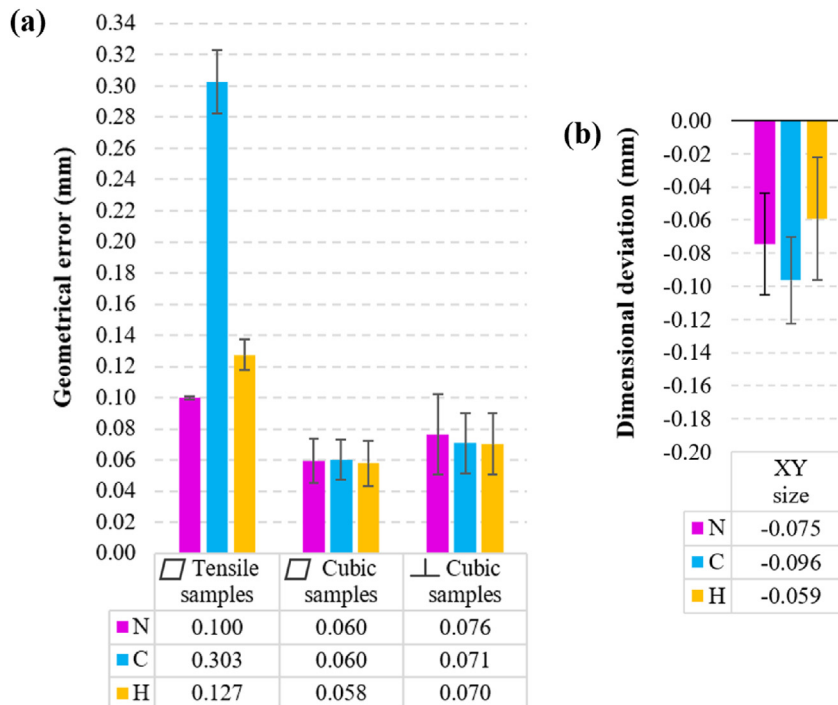 (a)
Geometrical error (mm)
0.34
0.32
0.30
0.28
0.26
0.24
0.22
0.20
0.18
0.16
0.14
0.12
0.10
0.08
0.06
0.04
0.02
0.00
Tensile samples
Cubic samples
Cubic samples
N 0.100 0.060 0.076
C 0.303 0.060 0.071
H 0.127 0.058 0.070
(b)
Dimensional deviation (mm)
0.00
-0.02
-0.04
-0.06
-0.08
-0.10
-0.12
-0.14
-0.16
-0.18
-0.20
XY
size
N -0.075
C -0.096
H -0.059